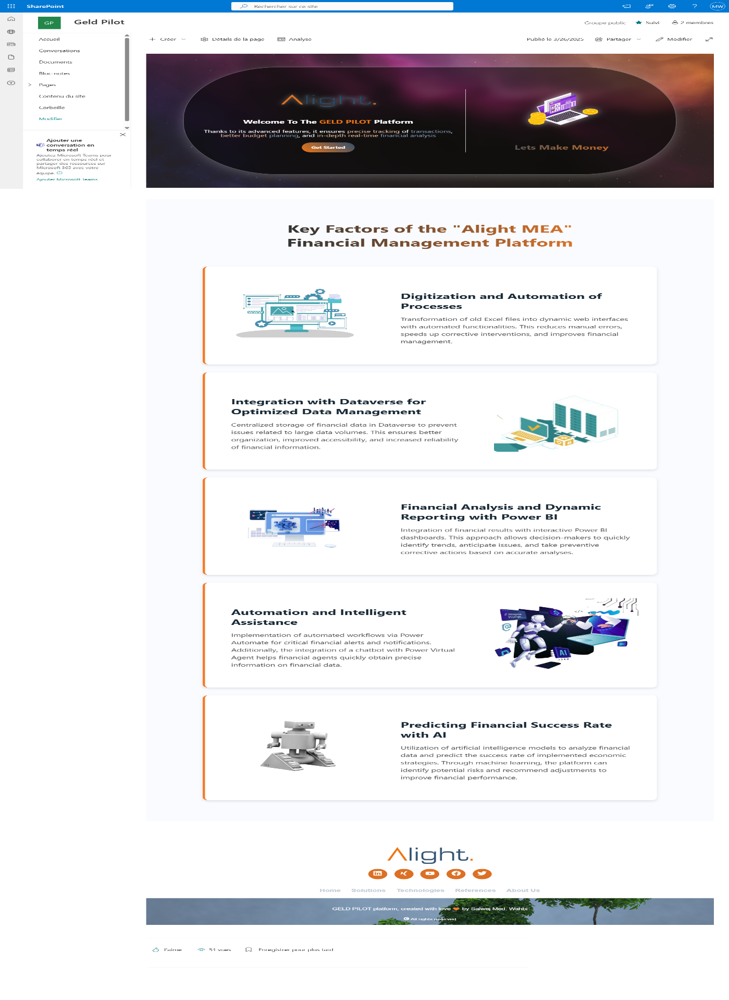 SharePoint
Rechercher sur ce site
MW
GP
Geld Pilot
Groupe public
Suivi
2 membres
Accueil
Conversations
Documents
Bloc-notes
Pages
Contenu du site
Corbeille
Modifier
Créer
Détails de la page
Analyse
Publié le 3/26/2025
Partager
Modifier
Ajouter une
conversation en
temps réel
Ajoutez Microsoft Teams pour
collaborer en temps réel et
partager des ressources sur
Microsoft 365 avec votre
équipe.
Ajouter Microsoft Teams
Alight.
Welcome To The GELD PILOT Platform
Thanks to its advanced features, it ensures precise tracking of transactions,
better budget planning, and in-depth real-time financial analysis
Get Started
Lets Make Money
Key Factors of the "Alight MEA"
Financial Management Platform
Digitization and Automation of
Processes
Transformation of old Excel files into dynamic web interfaces
with automated functionalities. This reduces manual errors,
speeds up corrective interventions, and improves financial
management.
Integration with Dataverse for
Optimized Data Management
Centralized storage of financial data in Dataverse to prevent
issues related to large data volumes. This ensures better
organization, improved accessibility, and increased reliability
of financial information.
Financial Analysis and Dynamic
Reporting with Power BI
Integration of financial results with interactive Power BI
dashboards. This approach allows decision-makers to quickly
identify trends, anticipate issues, and take preventive
corrective actions based on accurate analyses.
Automation and Intelligent
Assistance
Implementation of automated workflows via Power
Automate for critical financial alerts and notifications.
Additionally, the integration of a chatbot with Power Virtual
Agent helps financial agents quickly obtain precise
information on financial data.
// Imagine
Prompt...
</>
@
AI
Predicting Financial Success Rate
with AI
Utilization of artificial intelligence models to analyze financial
data and predict the success rate of implemented economic
strategies. Through machine learning, the platform can
identify potential risks and recommend adjustments to
improve financial performance.
Alight.
Home
Solutions
Technologies
References
About Us
GELD PILOT platform, created with love 🧡 by Salwej Med. Wahbi
All rights reserved
J'aime
51 vues
Enregistrer pour plus tard